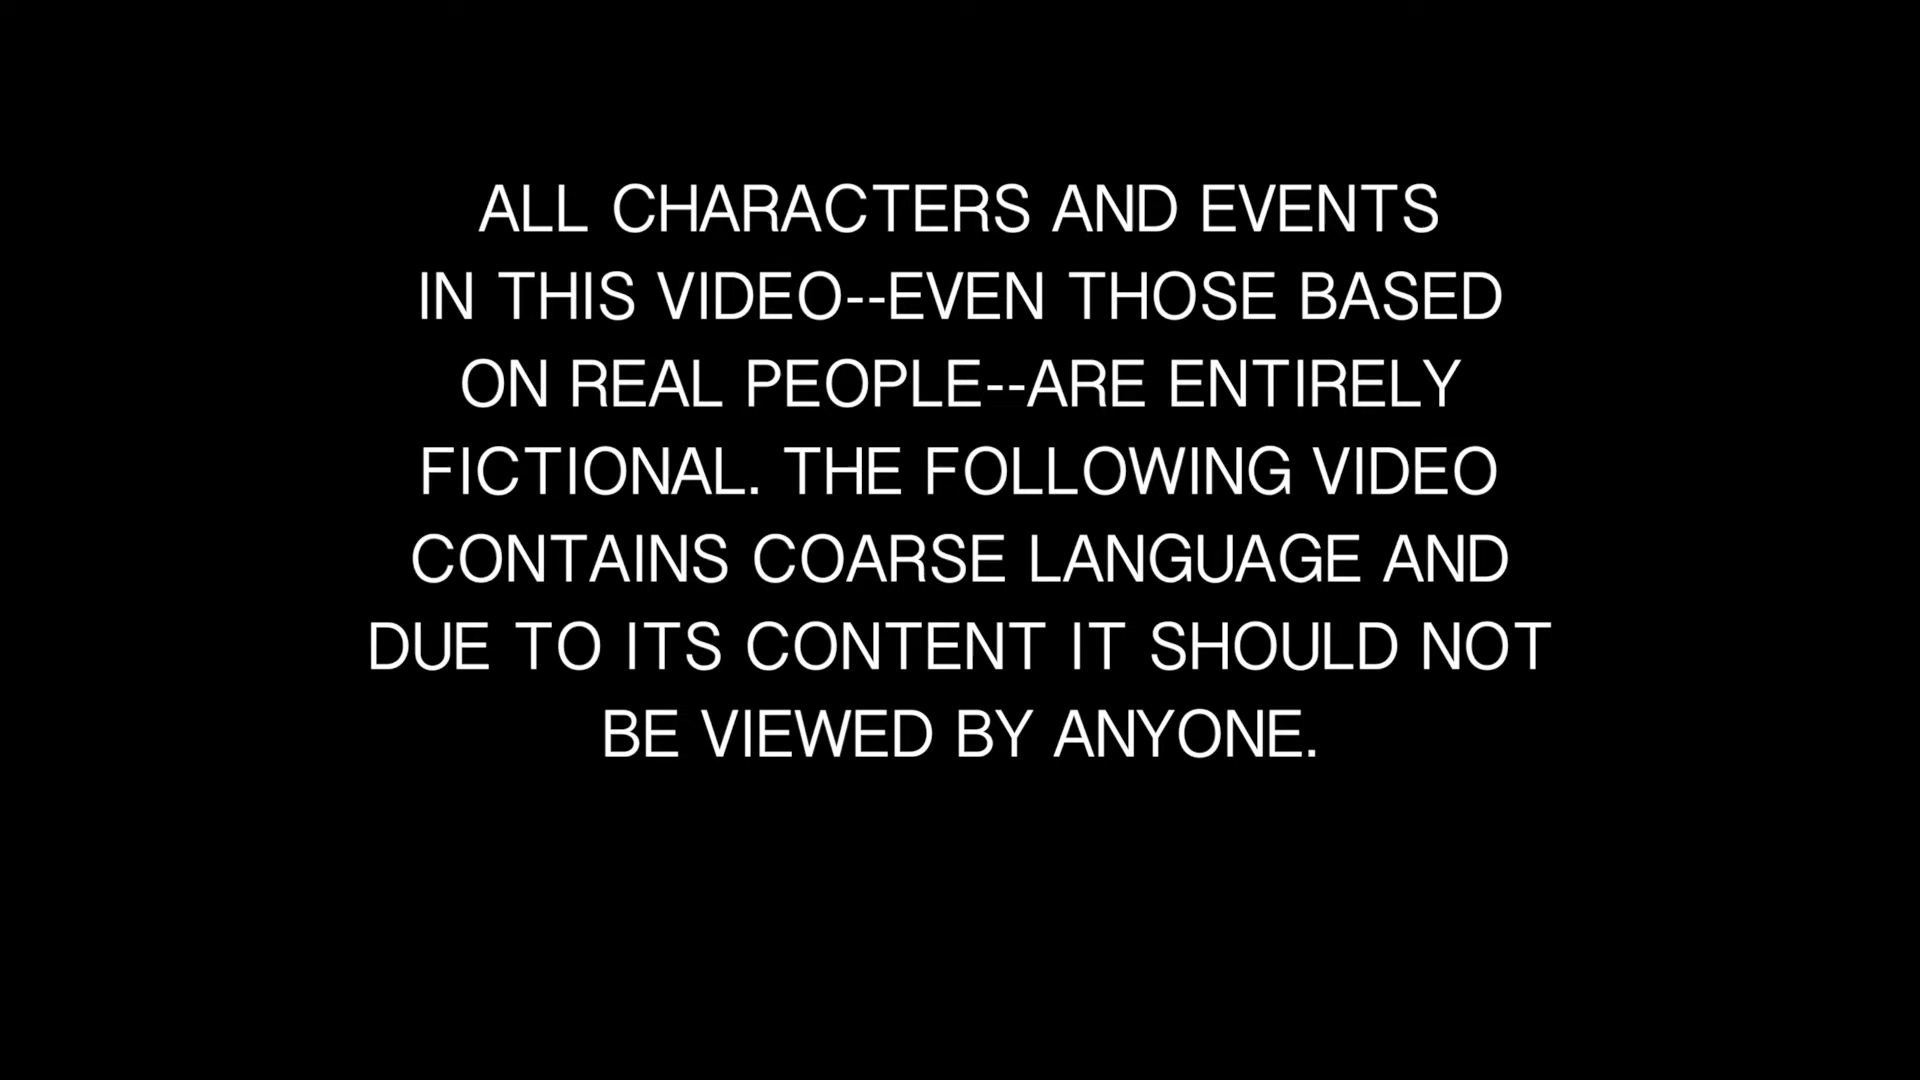 ALL CHARACTERS AND EVENTS
IN THIS VIDEO--EVEN THOSE BASED
ON REAL PEOPLE--ARE ENTIRELY
FICTIONAL. THE FOLLOWING VIDEO
CONTAINS COARSE LANGUAGE AND
DUE TO ITS CONTENT IT SHOULD NOT
BE VIEWED BY ANYONE.